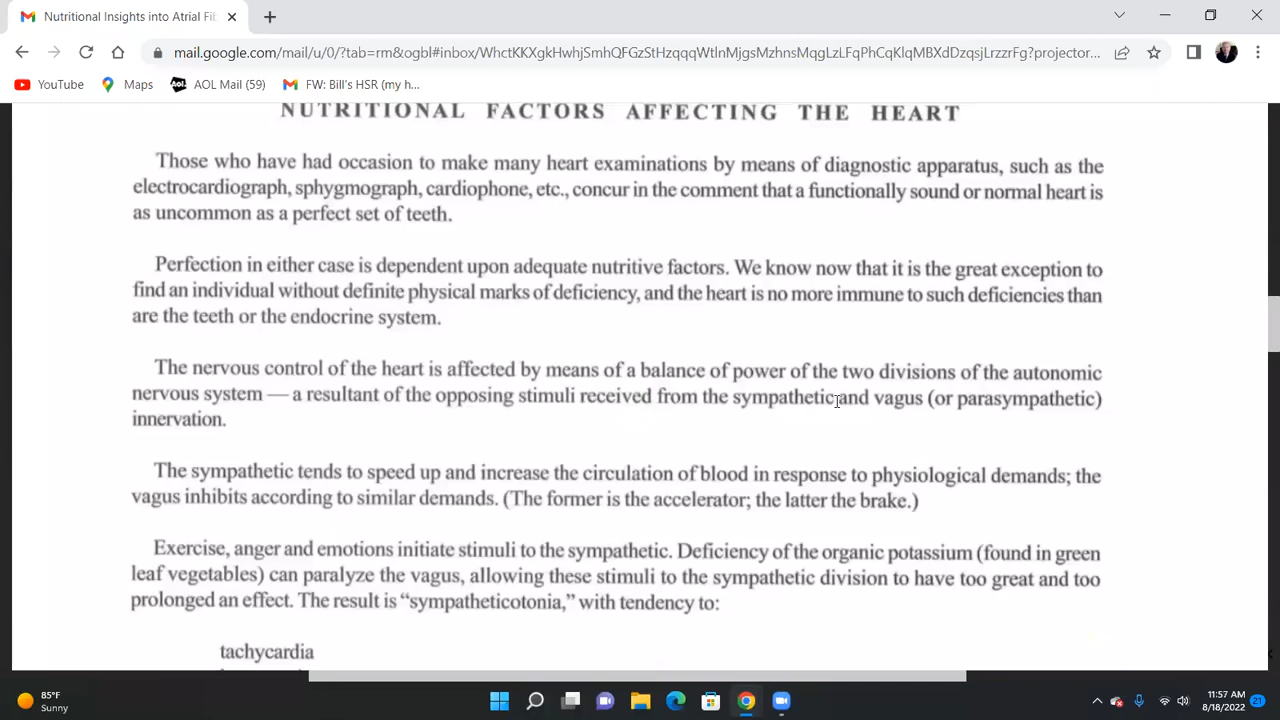 Nutritional Insights into Atrial Fi
mail.google.com/mail/u/0/?tab=rm&ogbl#inbox/WhctKKXgkHwhjSmhQFGzStHzqqqWtlnMjgsMzhnsMqgLzLFqPhCqKlqMBXdDzqsjLrzzrFg?projector...
YouTube Maps AOL Mail (59) FW: Bill's HSR (my h...
NUTRITIONAL FACTORS AFFECTING THE HEART
Those who have had occasion to make many heart examinations by means of diagnostic apparatus, such as the
electrocardiograph, sphygmograph, cardiophone, etc., concur in the comment that a functionally sound or normal heart is
as uncommon as a perfect set of teeth.
Perfection in either case is dependent upon adequate nutritive factors. We know now that it is the great exception to
find an individual without definite physical marks of deficiency, and the heart is no more immune to such deficiencies than
are the teeth or the endocrine system.
The nervous control of the heart is affected by means of a balance of power of the two divisions of the autonomic
nervous system — a resultant of the opposing stimuli received from the sympathetic and vagus (or parasympathetic)
innervation.
The sympathetic tends to speed up and increase the circulation of blood in response to physiological demands; the
vagus inhibits according to similar demands. (The former is the accelerator; the latter the brake.)
Exercise, anger and emotions initiate stimuli to the sympathetic. Deficiency of the organic potassium (found in green
leaf vegetables) can paralyze the vagus, allowing these stimuli to the sympathetic division to have too great and too
prolonged an effect. The result is “sympatheticotonia,” with tendency to:
tachycardia
85°F
Sunny
11:57 AM
8/18/2022
21